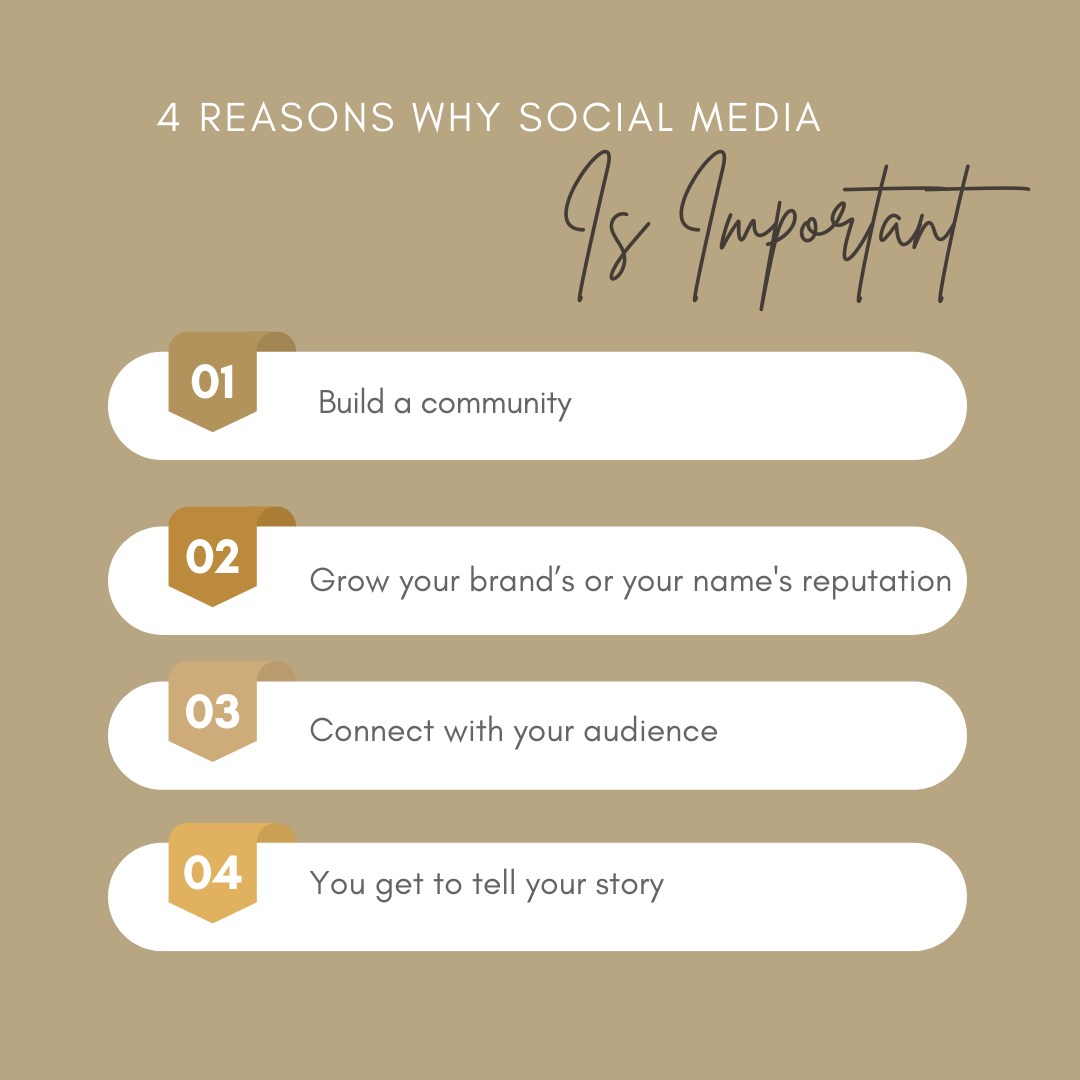 4 REASONS WHY SOCIAL MEDIA
Is Important
01
Build a community
02
Grow your brand’s or your name's reputation
03
Connect with your audience
04
You get to tell your story